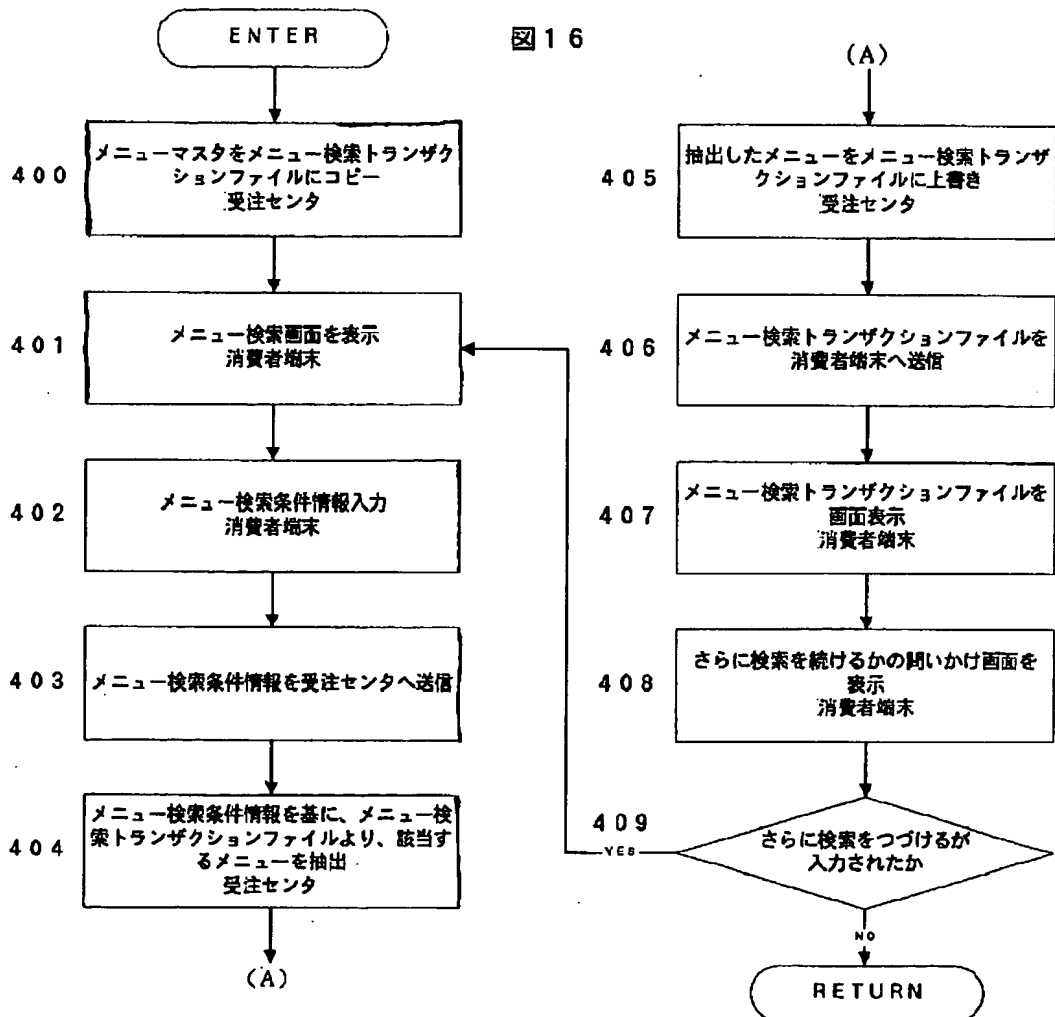 図16
ENTER
400
メニューマスタをメニュー検索トランザク
ションファイルにコピー
受注センタ
401
メニュー検索画面を表示
消費者端末
402
メニュー検索条件情報入力
消費者端末
403
メニュー検索条件情報を受注センタへ送信
404
メニュー検索条件情報を基に、メニュー検
索トランザクションファイルより、該当す
るメニューを抽出
受注センタ
(A)
(A)
405
抽出したメニューをメニュー検索トランザ
クションファイルに上書き
受注センタ
406
メニュー検索トランザクションファイルを
消費者端末へ送信
407
メニュー検索トランザクションファイルを
画面表示
消費者端末
408
さらに検索を続けるかの問いかけ画面を
表示
消費者端末
409
さらに検索をつづけるが
入力されたか
YES
NO
RETURN